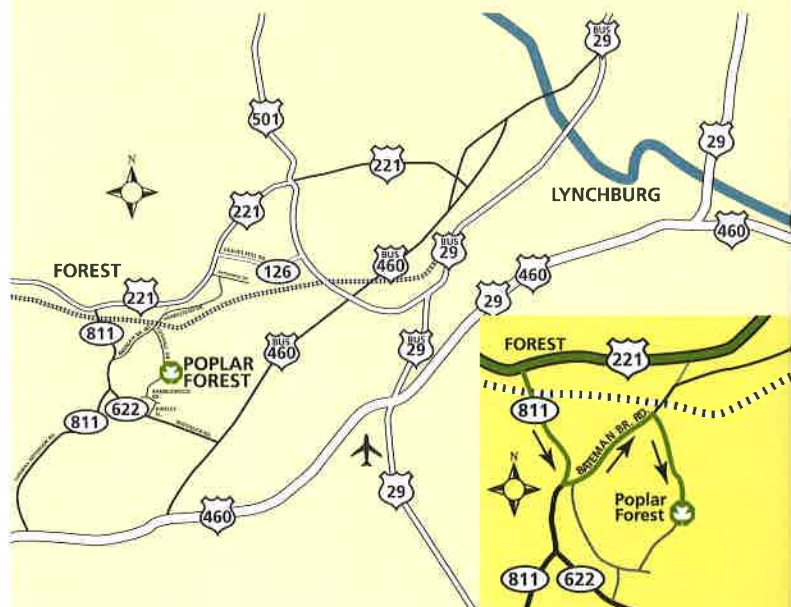 BUS
29
501
29
221
LYNCHBURG
N
221
460
BUS
29
126
BUS
460
460
FOREST
221
29
811
BUS
460
BUS
29
FOREST
221
POPLAR
FOREST
622
811
811
BATEMAN BR. RD.
N
29
Poplar
Forest
460
811
622